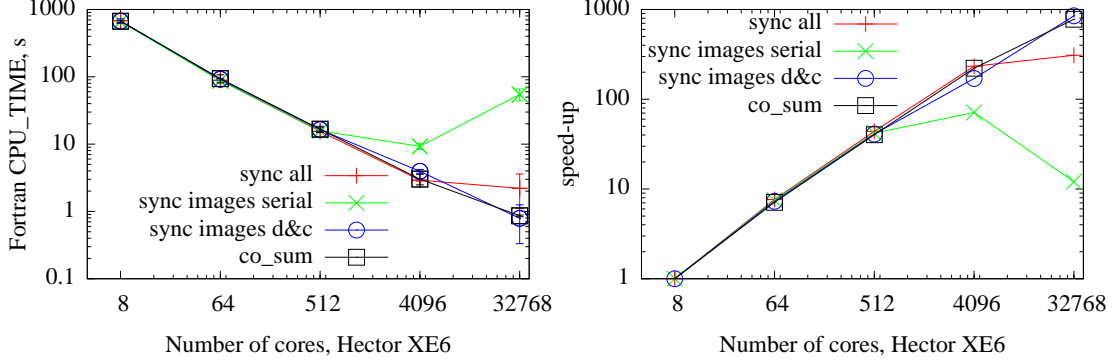 Fortran CPU_TIME, s
1000
100
10
1
0.1
sync all
sync images serial
sync images d&c
co_sum
8
64
512
4096
32768
Number of cores, Hector XE6
speed-up
1000
100
10
1
sync all
sync images serial
sync images d&c
co_sum
8
64
512
4096
32768
Number of cores, Hector XE6